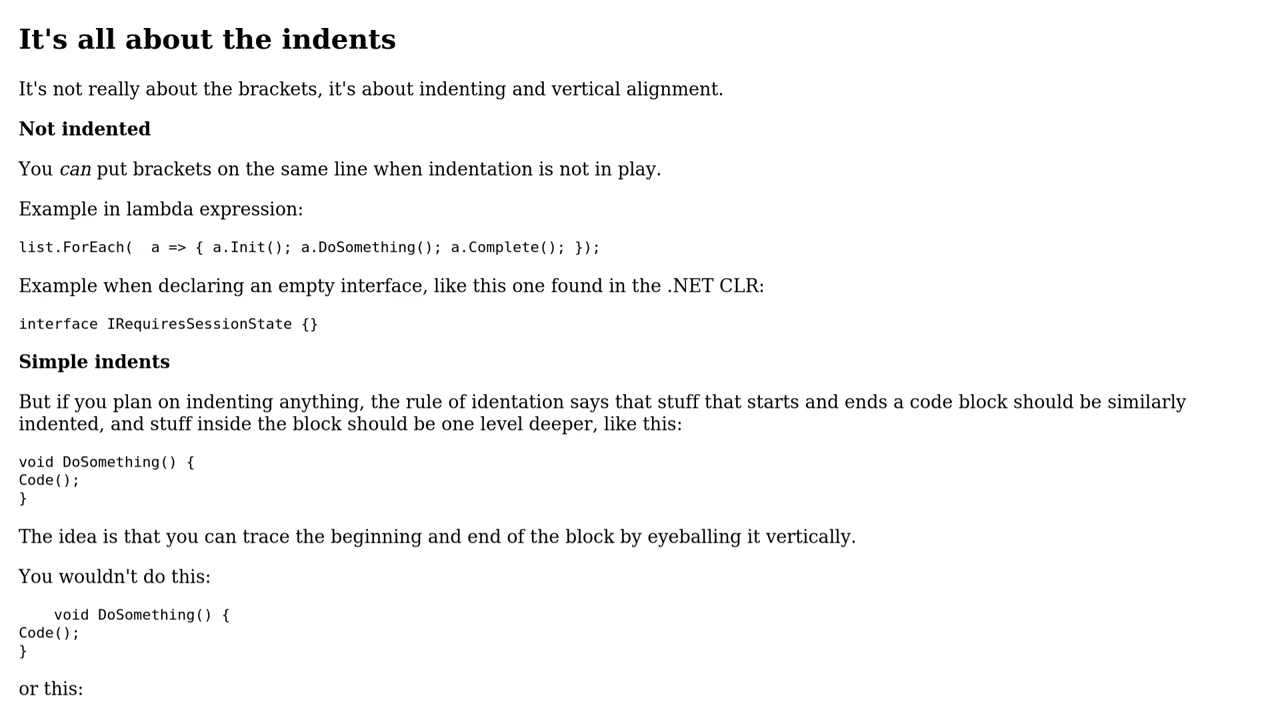 It's all about the indents
It's not really about the brackets, it's about indenting and vertical alignment.
Not indented
You can put brackets on the same line when indentation is not in play.
Example in lambda expression:
list.ForEach(  a => { a.Init(); a.DoSomething(); a.Complete(); });
Example when declaring an empty interface, like this one found in the .NET CLR:
interface IRequiresSessionState {}
Simple indents
But if you plan on indenting anything, the rule of identation says that stuff that starts and ends a code block should be similarly
indented, and stuff inside the block should be one level deeper, like this:
void DoSomething() {
Code();
}
The idea is that you can trace the beginning and end of the block by eyeballing it vertically.
You wouldn't do this:
    void DoSomething() {
Code();
}
or this: